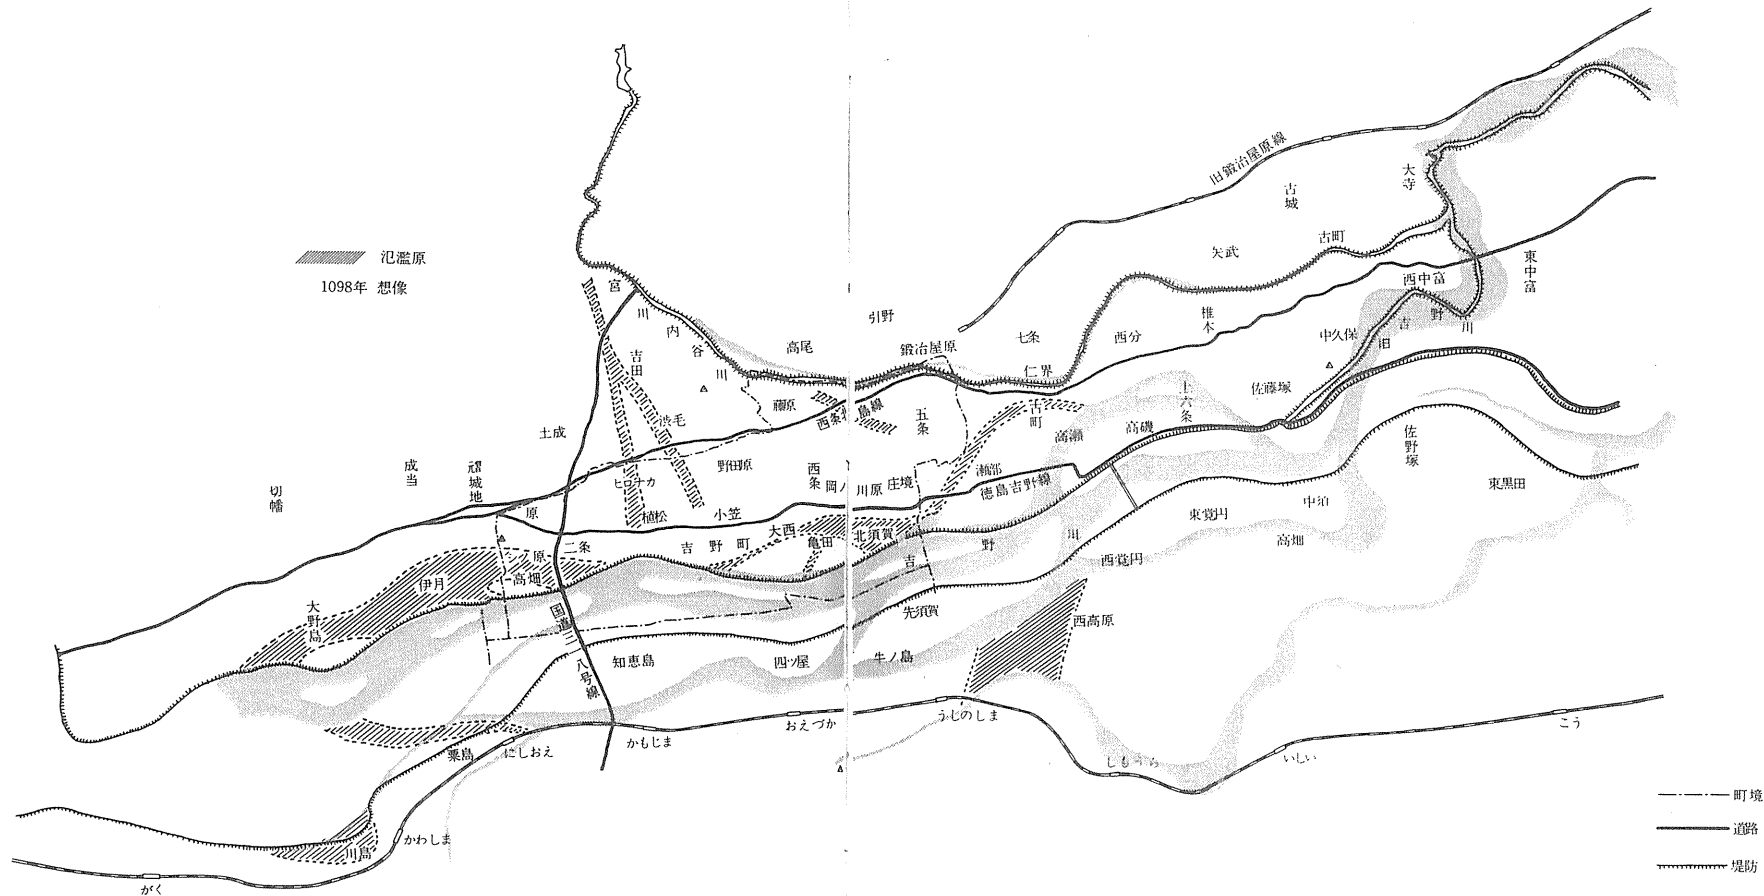 氾濫原
1098年 想像
旧鍛冶屋原線
大寺
古城
矢武
古町
東中富
西中富
旧吉野川
中久保
椎本
西分
七条
仁界
引野
鍛冶屋原
高尾
宮川内谷川
吉田
藤原
五条
古町
上六条
佐藤塚
高磯
高瀬
渋毛
土成
野田原
西条
岡ノ川原
庄境
瀬部
徳島吉野線
佐野塚
東黒田
中泊
高畑
東覚円
西覚円
成当
切幡
ヒロナカ
植松
小笠
大西
北須賀
亀田
吉野町
二条
原
原
高畑
伊月
大野島
吉野川
国道
八号線
知恵島
四ツ屋
牛ノ島
先須賀
西高原
粟島
川島
にしおえ
かもじま
おえづか
うじのしま
しもうら
いしい
こう
かわしま
がく
町境
道路
堤防